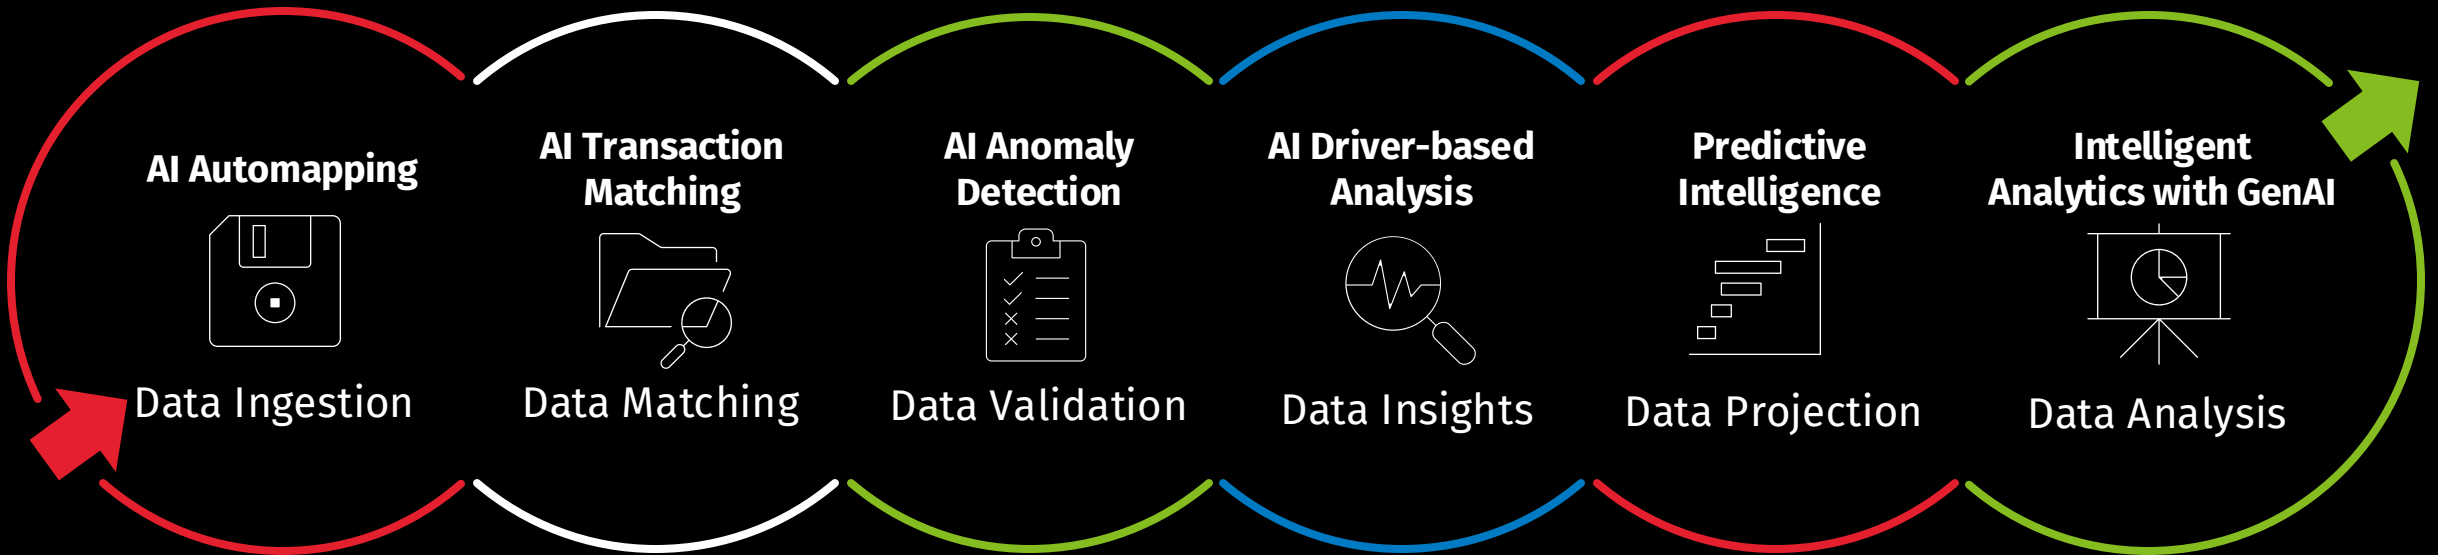 AI Automapping
Data Ingestion
AI Transaction
Matching
Data Matching
AI Anomaly
Detection
Data Validation
AI Driver-based
Analysis
Data Insights
Predictive
Intelligence
Data Projection
Intelligent
Analytics with GenAI
Data Analysis